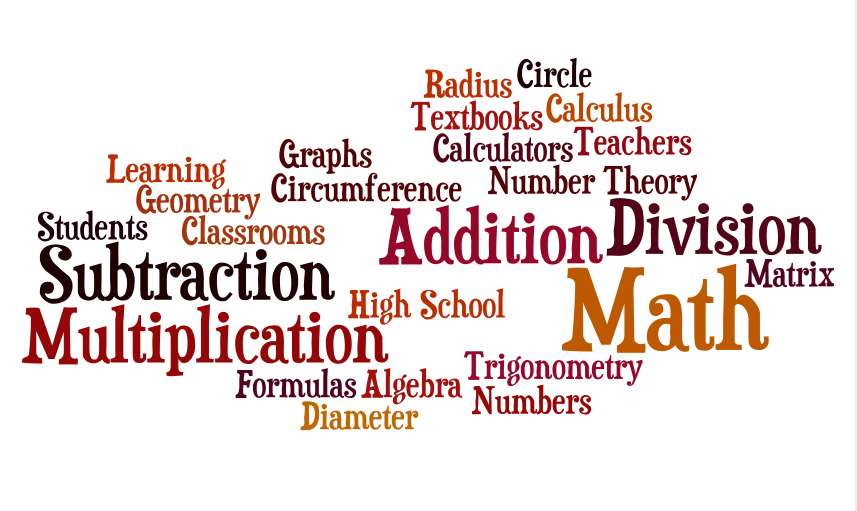 Radius Circle
Textbooks Calculus
Calculators Teachers
Graphs
Learning
Circumference Number Theory
Geometry
Students Classrooms
Addition Division
Subtraction
Matrix
High School Math
Multiplication
Trigonometry
Formulas Algebra
Numbers
Diameter